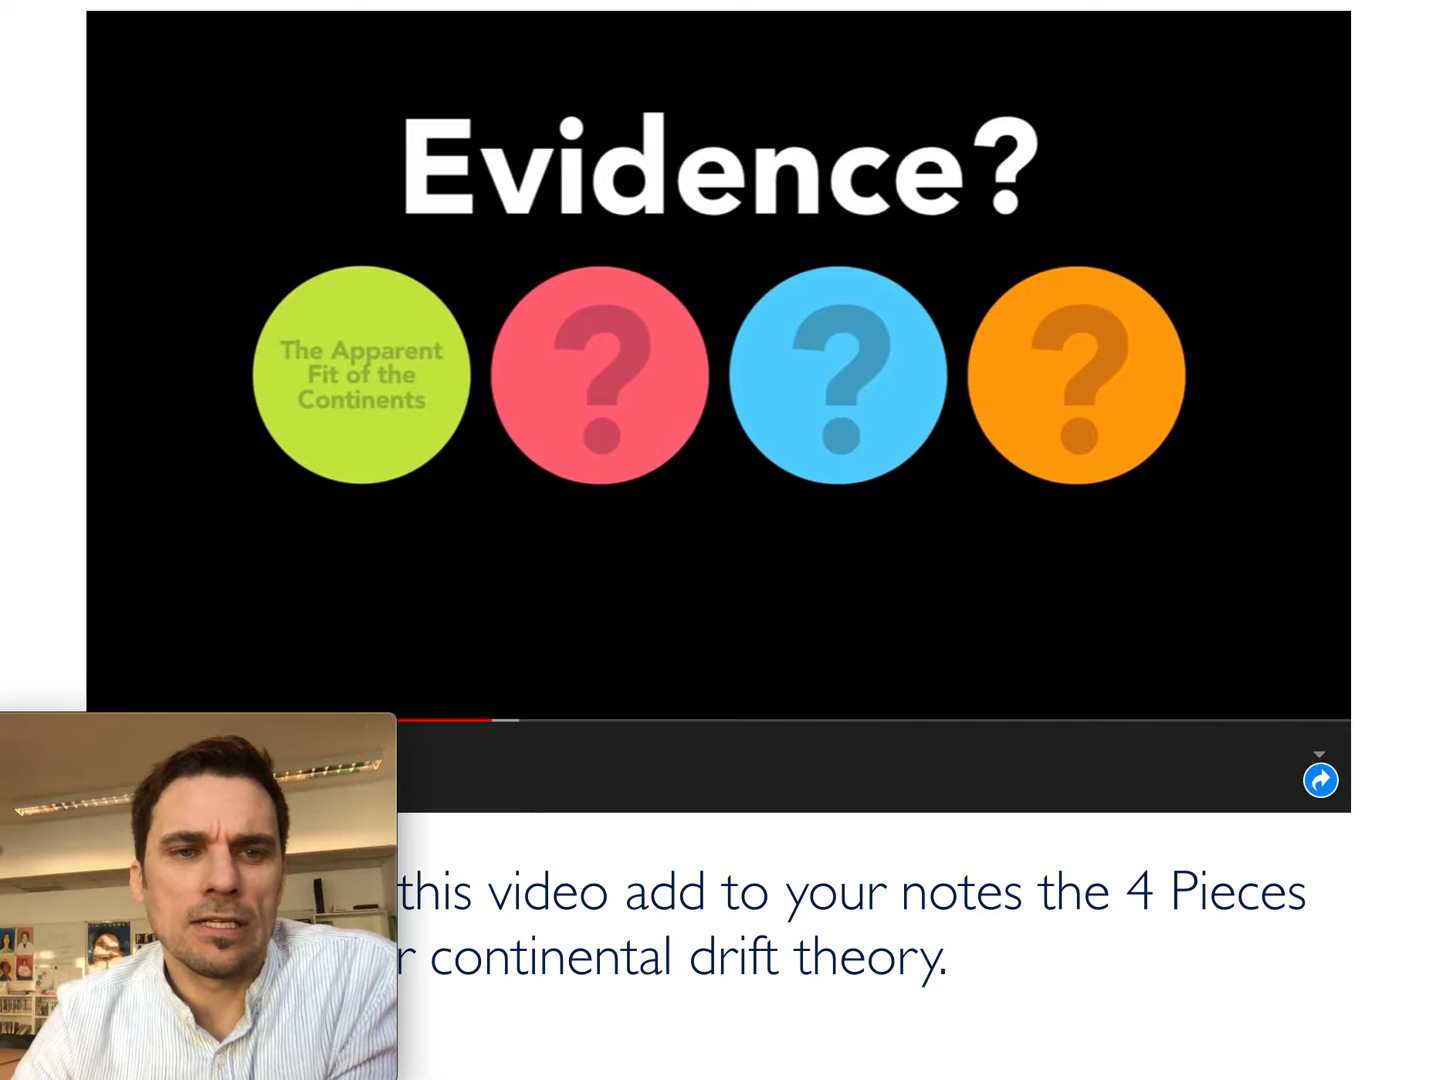 Evidence?
The Apparent
Fit of the
Continents
?
?
?
this video add to your notes the 4 Pieces
r continental drift theory.